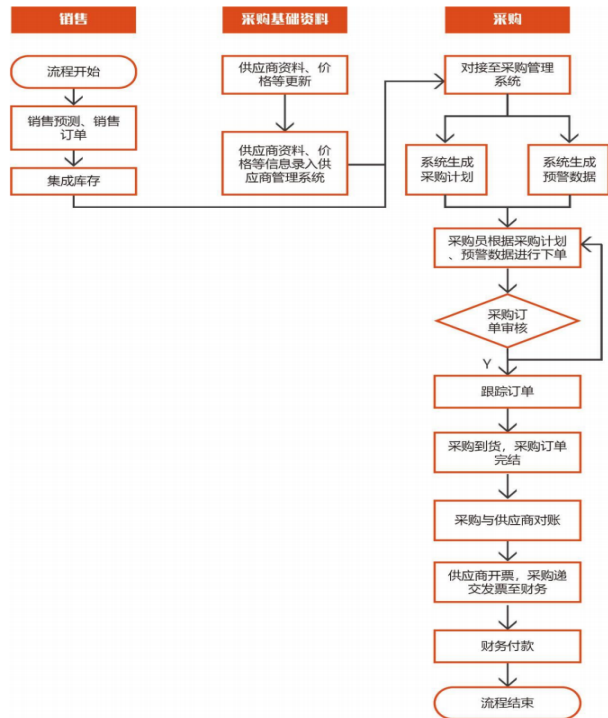 销售
采购基础资料
采购
流程开始
销售预测、销售
订单
集成库存
供应商资料、价
格等更新
供应商资料、价
格等信息录入供
应商管理系统
对接至采购管理
系统
系统生成
采购计划
系统生成
预警数据
采购员根据采购计划
、预警数据进行下单
采购订
单审核
Y
跟踪订单
采购到货，采购订单
完结
采购与供应商对账
供应商开票，采购递
交发票至财务
财务付款
流程结束